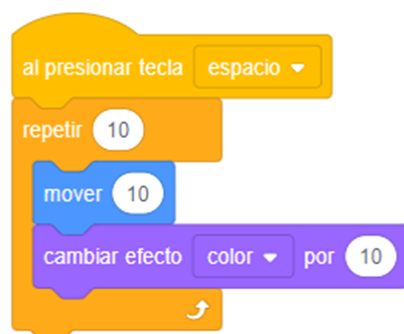 al presionar tecla espacio
repetir 10
mover 10
cambiar efecto color por 10